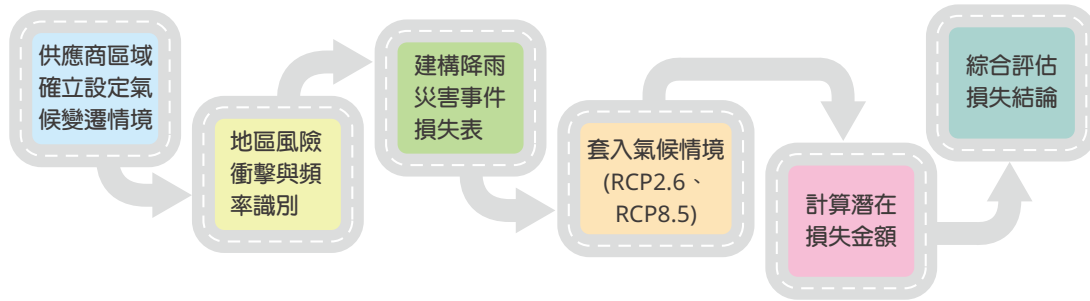 供應商區域
確立設定氣
候變遷情境
地區風險
衝擊與頻
率識別
建構降雨
災害事件
損失表
套入氣候情境
(RCP2.6、
RCP8.5)
計算潛在
損失金額
綜合評估
損失結論